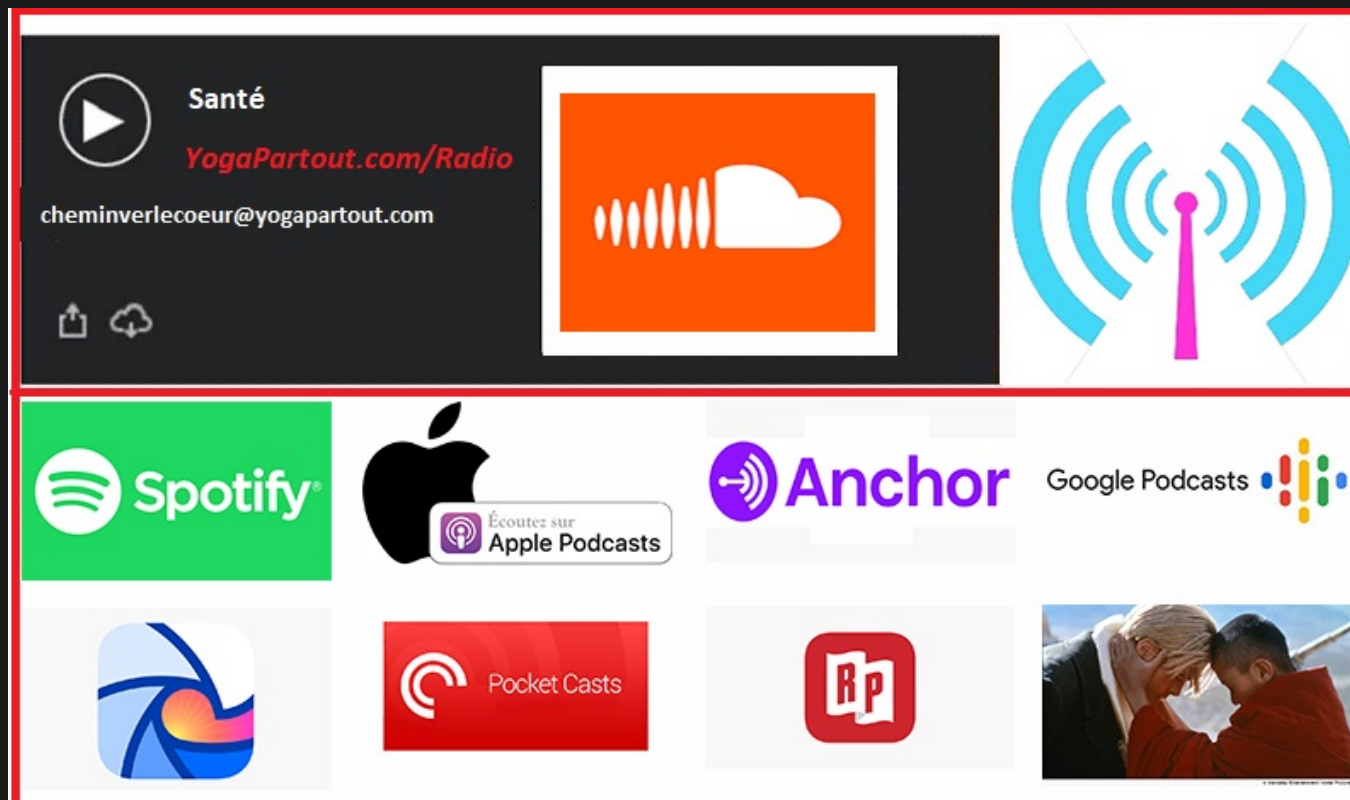 Santé
YogaPartout.com/Radio
cheminverlecoeur@yogapartout.com
Spotify®
Écoutez sur
Apple Podcasts
Anchor
Google Podcasts
Pocket Casts
RP